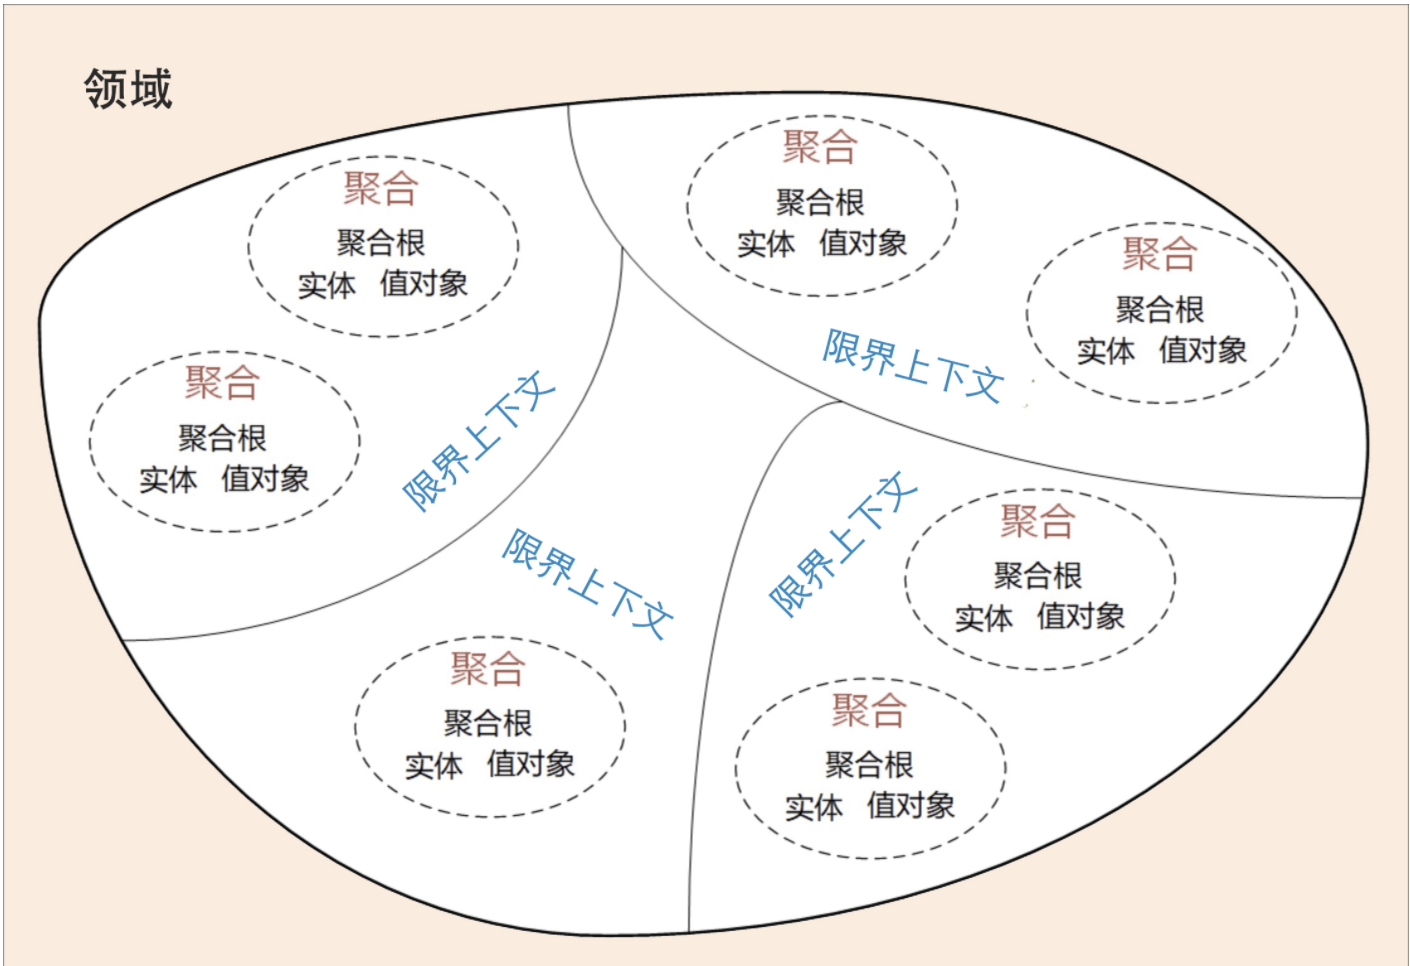 领域
聚合
聚合根
实体 值对象
聚合
聚合根
实体 值对象
限界上下文
聚合
聚合根
实体 值对象
聚合
聚合根
实体 值对象
限界上下文
限界上下文
聚合
聚合根
实体 值对象
限界上下文
聚合
聚合根
实体 值对象
聚合
聚合根
实体 值对象